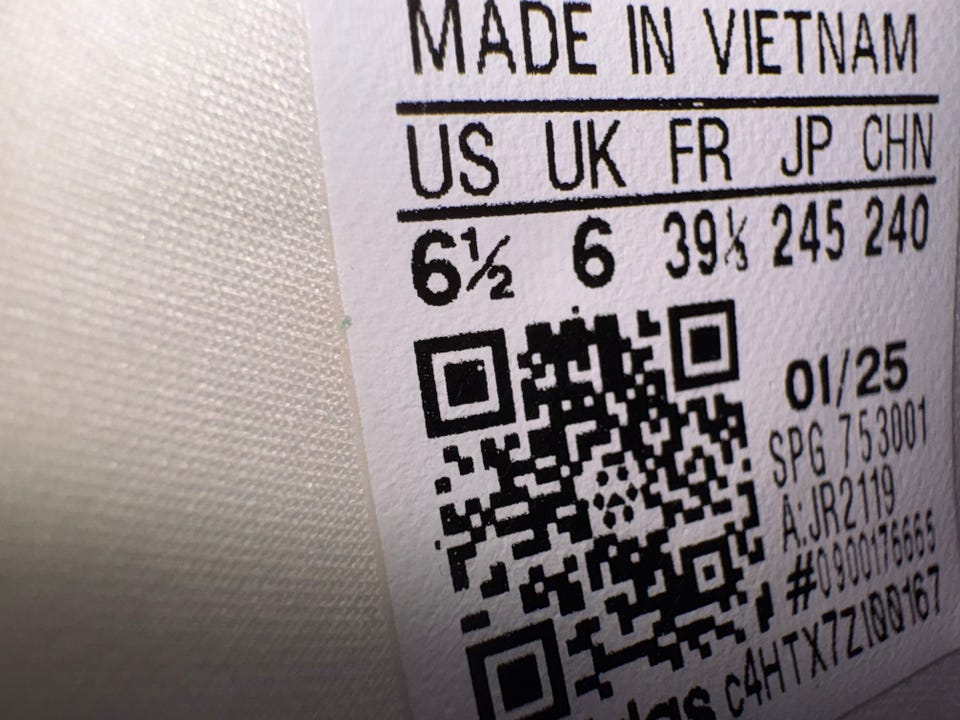 MADE IN VIETNAM
US UK FR JP CHN
6½ 6 39⅓ 245 240
01/25
SPG 753001
A:JR2119
#0900176665
c4HTX7ZI00167